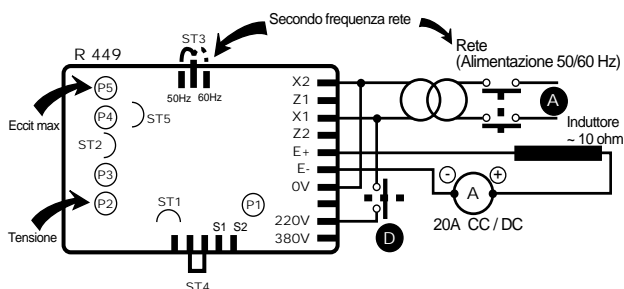 Secondo frequenza rete
R 449
ST3
Rete
(Alimentazione 50/60 Hz)
50Hz
60Hz
P5
Eccit max
P4
ST5
ST2
P3
P2
Tensione
ST1
P1
S1
S2
ST4
X2
Z1
X1
Z2
E+
E-
0V
220V
380V
A
Induttore
~ 10 ohm
-
A
+
20A CC / DC
D